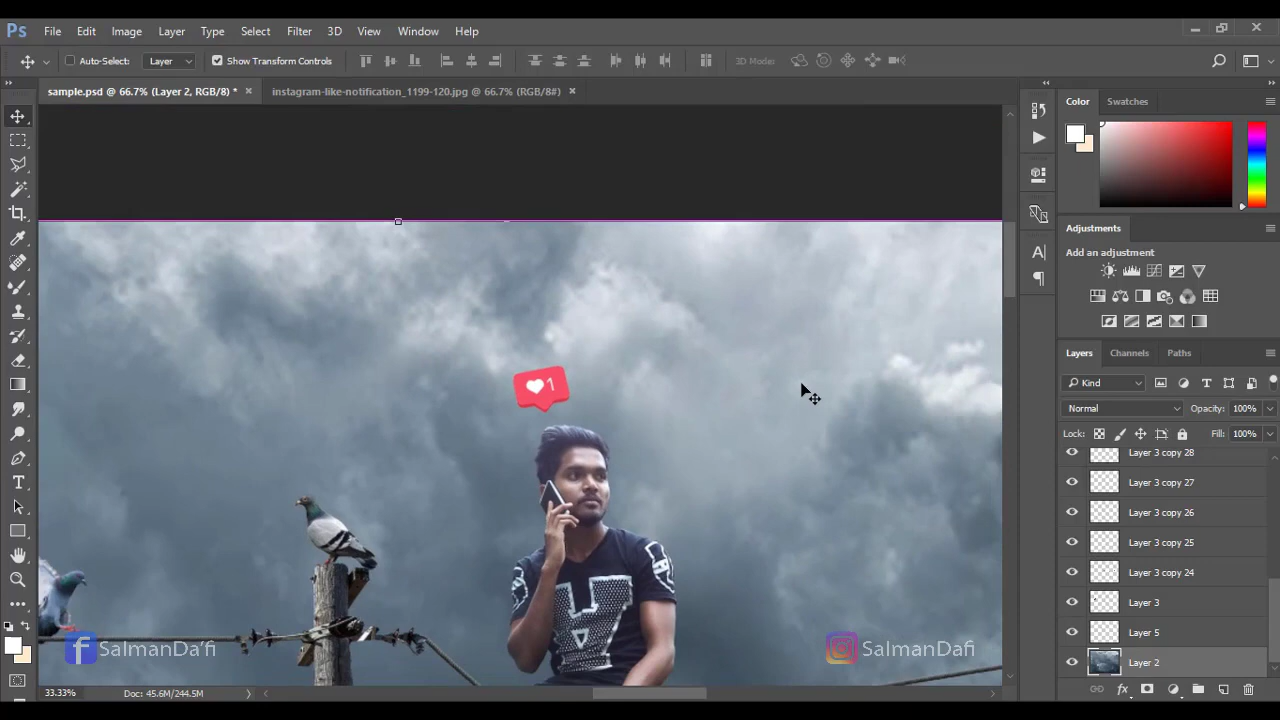 Ps File Edit Image Layer Type Select Filter 3D View Window Help
Auto-Select: Layer Show Transform Controls 3D Mode:
sample.psd @ 66.7% (Layer 2, RGB/8) * × instagram-like-notification_1199-120.jpg @ 66.7% (RGB/8#) ×
Color Swatches
Adjustments
Add an adjustment
Layers Channels Paths
Kind
Normal Opacity: 100%
Lock: Fill: 100%
Layer 3 copy 28
Layer 3 copy 27
Layer 3 copy 26
Layer 3 copy 25
Layer 3 copy 24
Layer 3
Layer 5
Layer 2
1
f SalmanDa'fi
SalmanDafi
33.33% Doc: 45.6M/244.5M